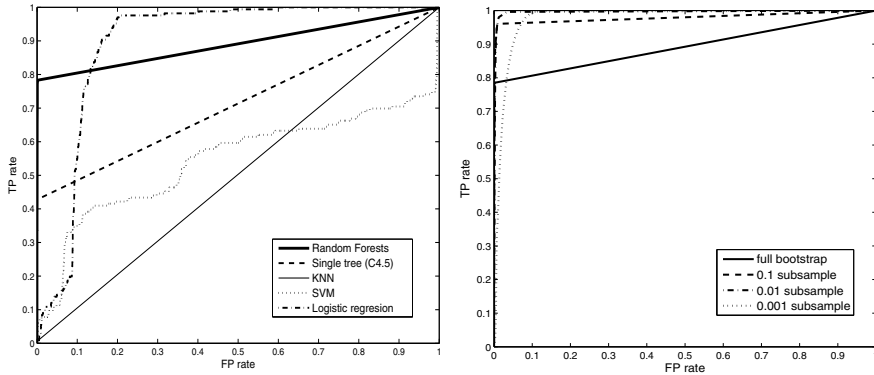 1
0.9
0.8
0.7
0.6
0.5
0.4
0.3
0.2
0.1
0
TP rate
0 0.1 0.2 0.3 0.4 0.5 0.6 0.7 0.8 0.9 1
FP rate
Random Forests
Single tree (C4.5)
KNN
SVM
Logistic regresion
1
0.9
0.8
0.7
0.6
0.5
0.4
0.3
0.2
0.1
0
TP rate
0 0.1 0.2 0.3 0.4 0.5 0.6 0.7 0.8 0.9
FP rate
full bootstrap
0.1 subsample
0.01 subsample
0.001 subsample